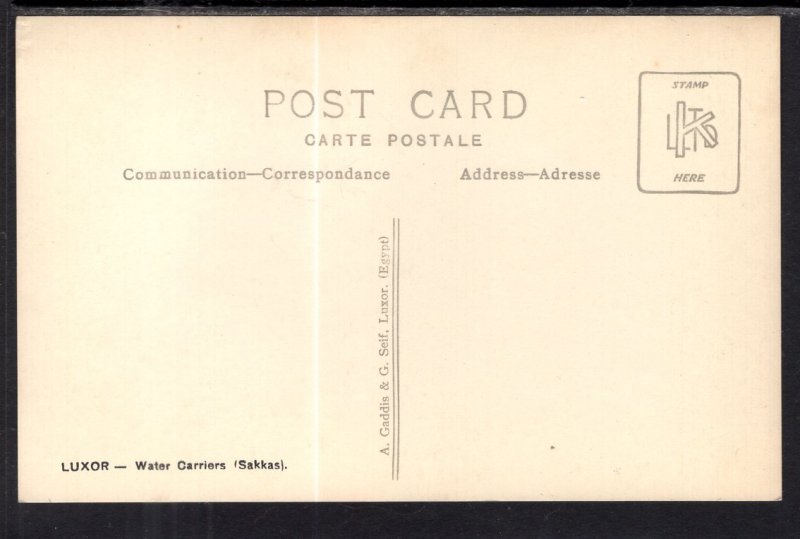 POST CARD
CARTE POSTALE
Communication—Correspondance
Address—Adresse
STAMP
HERE
A. Gaddis & G. Seif, Luxor. (Egypt)
LUXOR — Water Carriers (Sakkas).